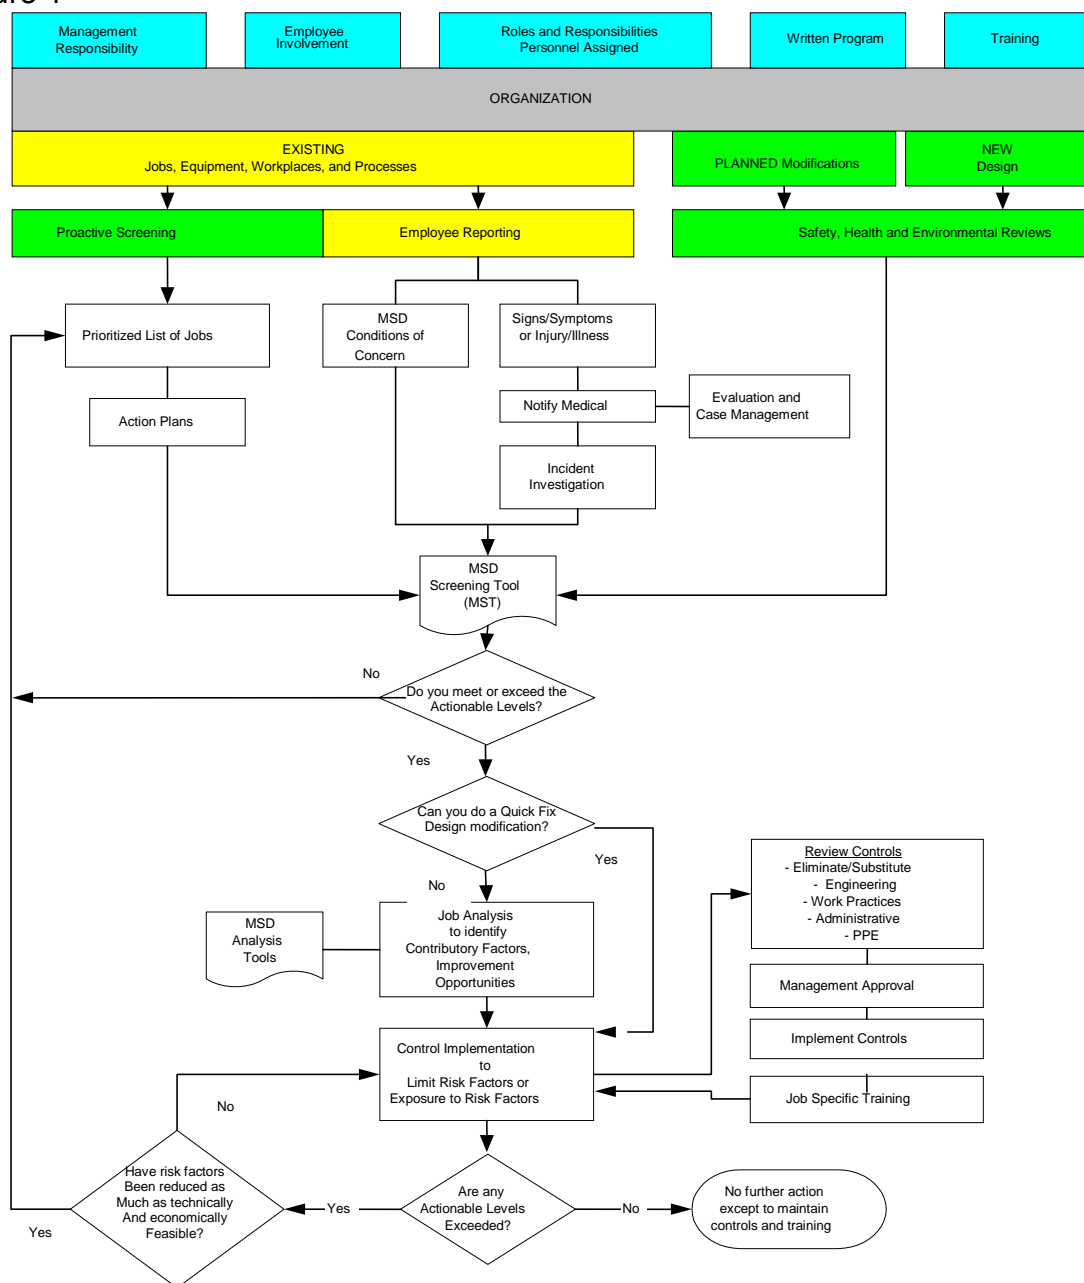 Management
Responsibility
Employee
Involvement
Roles and Responsibilities
Personnel Assigned
Written Program
Training
ORGANIZATION
EXISTING
Jobs, Equipment, Workplaces, and Processes
PLANNED Modifications
NEW
Design
Proactive Screening
Employee Reporting
Safety, Health and Environmental Reviews
Prioritized List of Jobs
MSD
Conditions of
Concern
Signs/Symptoms
or Injury/Illness
Action Plans
Notify Medical
Evaluation and
Case Management
Incident
Investigation
MSD
Screening Tool
(MST)
No
Do you meet or exceed the
Actionable Levels?
Yes
Can you do a Quick Fix
Design modification?
Yes
No
MSD
Analysis
Tools
Job Analysis
to identify
Contributory Factors,
Improvement
Opportunities
Review Controls
- Eliminate/Substitute
- Engineering
- Work Practices
- Administrative
- PPE
Management Approval
Implement Controls
Job Specific Training
Control Implementation
to
Limit Risk Factors or
Exposure to Risk Factors
No
Have risk factors
Been reduced as
Much as technically
And economically
Feasible?
Yes
Yes
Are any
Actionable Levels
Exceeded?
No
No further action
except to maintain
controls and training